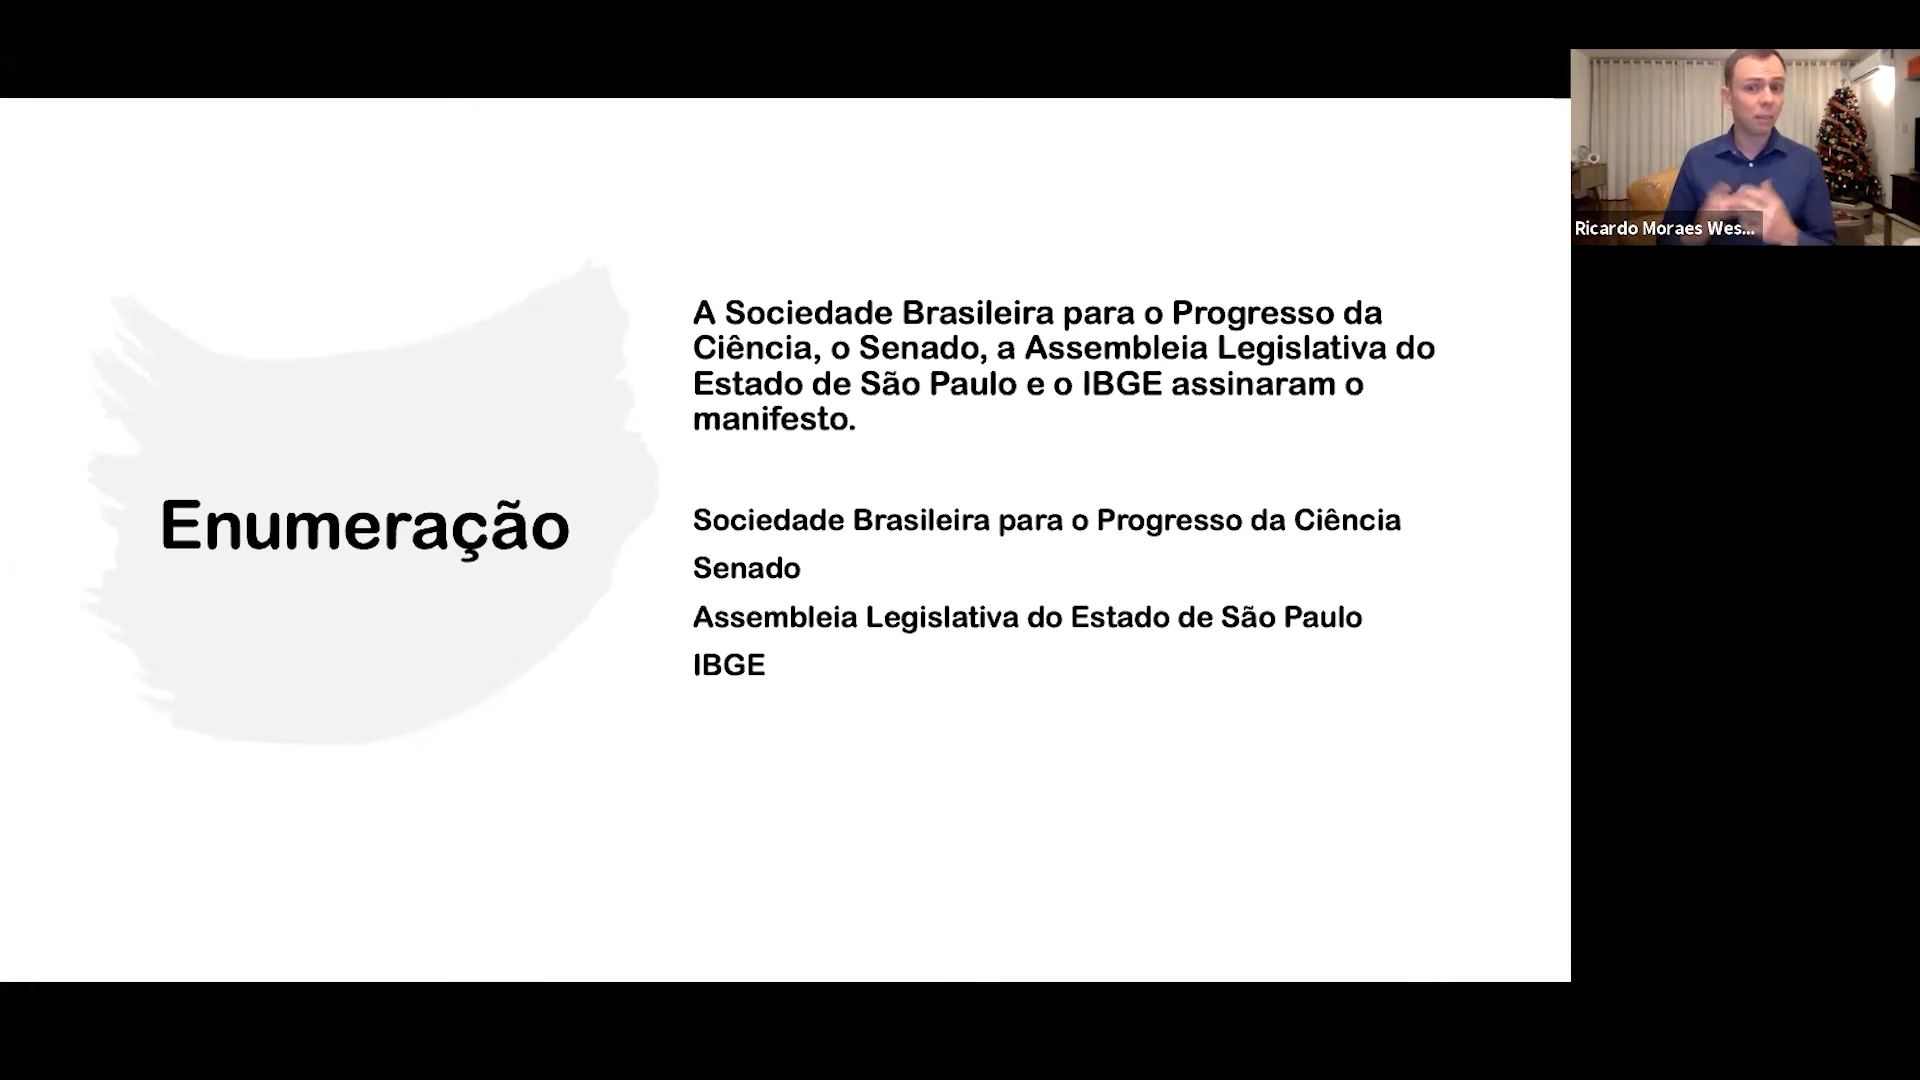 Enumeração
A Sociedade Brasileira para o Progresso da
Ciência, o Senado, a Assembleia Legislativa do
Estado de São Paulo e o IBGE assinaram o
manifesto.
Sociedade Brasileira para o Progresso da Ciência
Senado
Assembleia Legislativa do Estado de São Paulo
IBGE
Ricardo Moraes Wes...